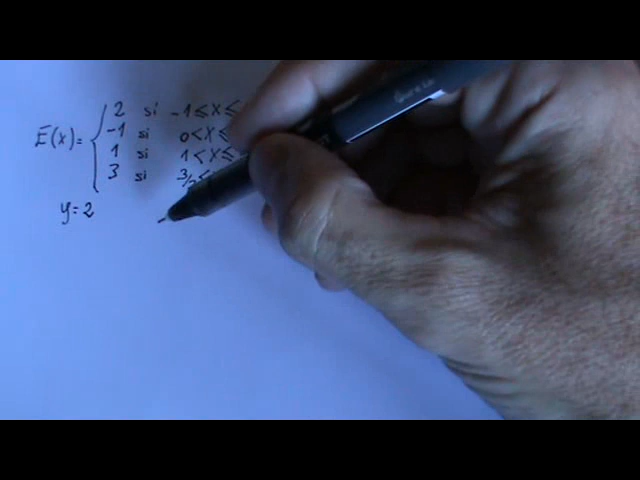 E(x)= { 2 si -1≤x≤
-1 si 0<x≤
1 si 1<x≤
3 si 3/2<
y=2